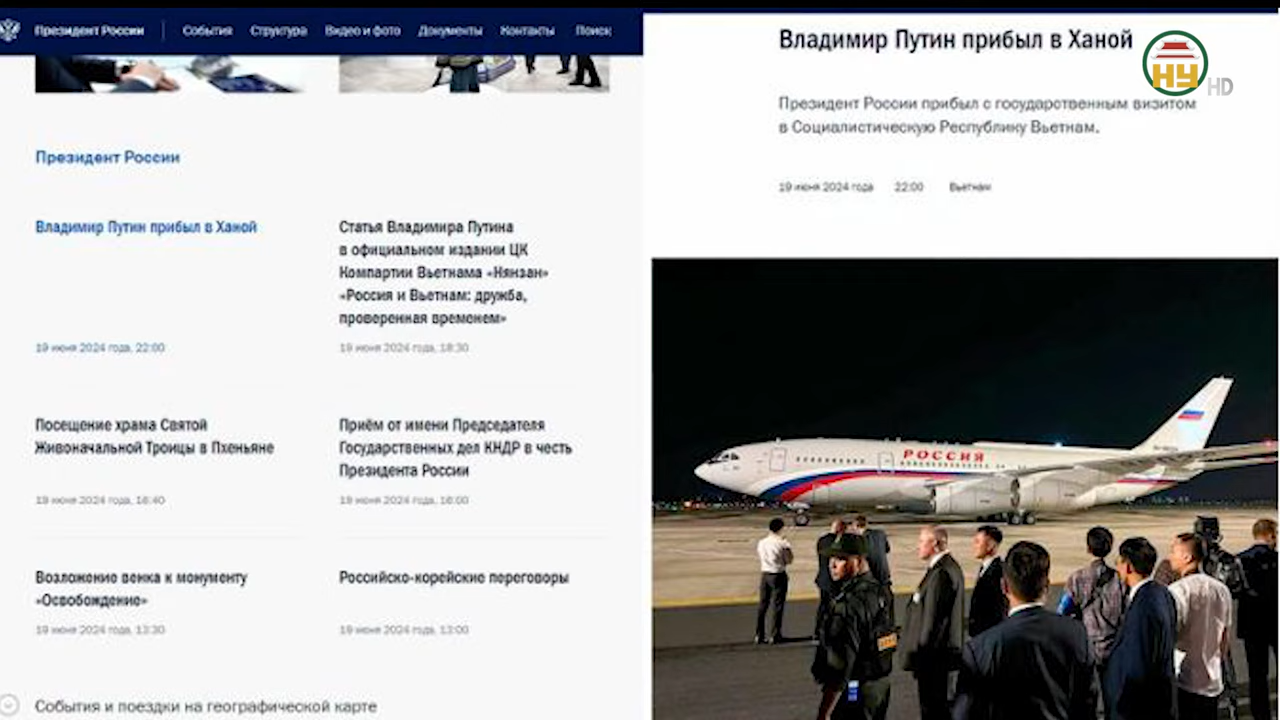 Президент России
События
Структура
Видео и фото
Документы
Контакты
Поиск
Президент России
Владимир Путин прибыл в Ханой
19 июня 2024 года, 22:00
Статья Владимира Путина
в официальном издании ЦК
Компартии Вьетнама «Нянзан»
«Россия и Вьетнам: дружба,
проверенная временем»
19 июня 2024 года, 18:30
Посещение храма Святой
Живоначальной Троицы в Пхеньяне
19 июня 2024 года, 16:40
Приём от имени Председателя
Государственных дел КНДР в честь
Президента России
19 июня 2024 года, 16:00
Возложение венка к монументу
«Освобождение»
19 июня 2024 года, 13:30
Российско-корейские переговоры
19 июня 2024 года, 13:00
События и поездки на географической карте
Владимир Путин прибыл в Ханой
Президент России прибыл с государственным визитом
в Социалистическую Республику Вьетнам.
19 июня 2024 года
22:00
Вьетнам
HY HD
РОССИЯ